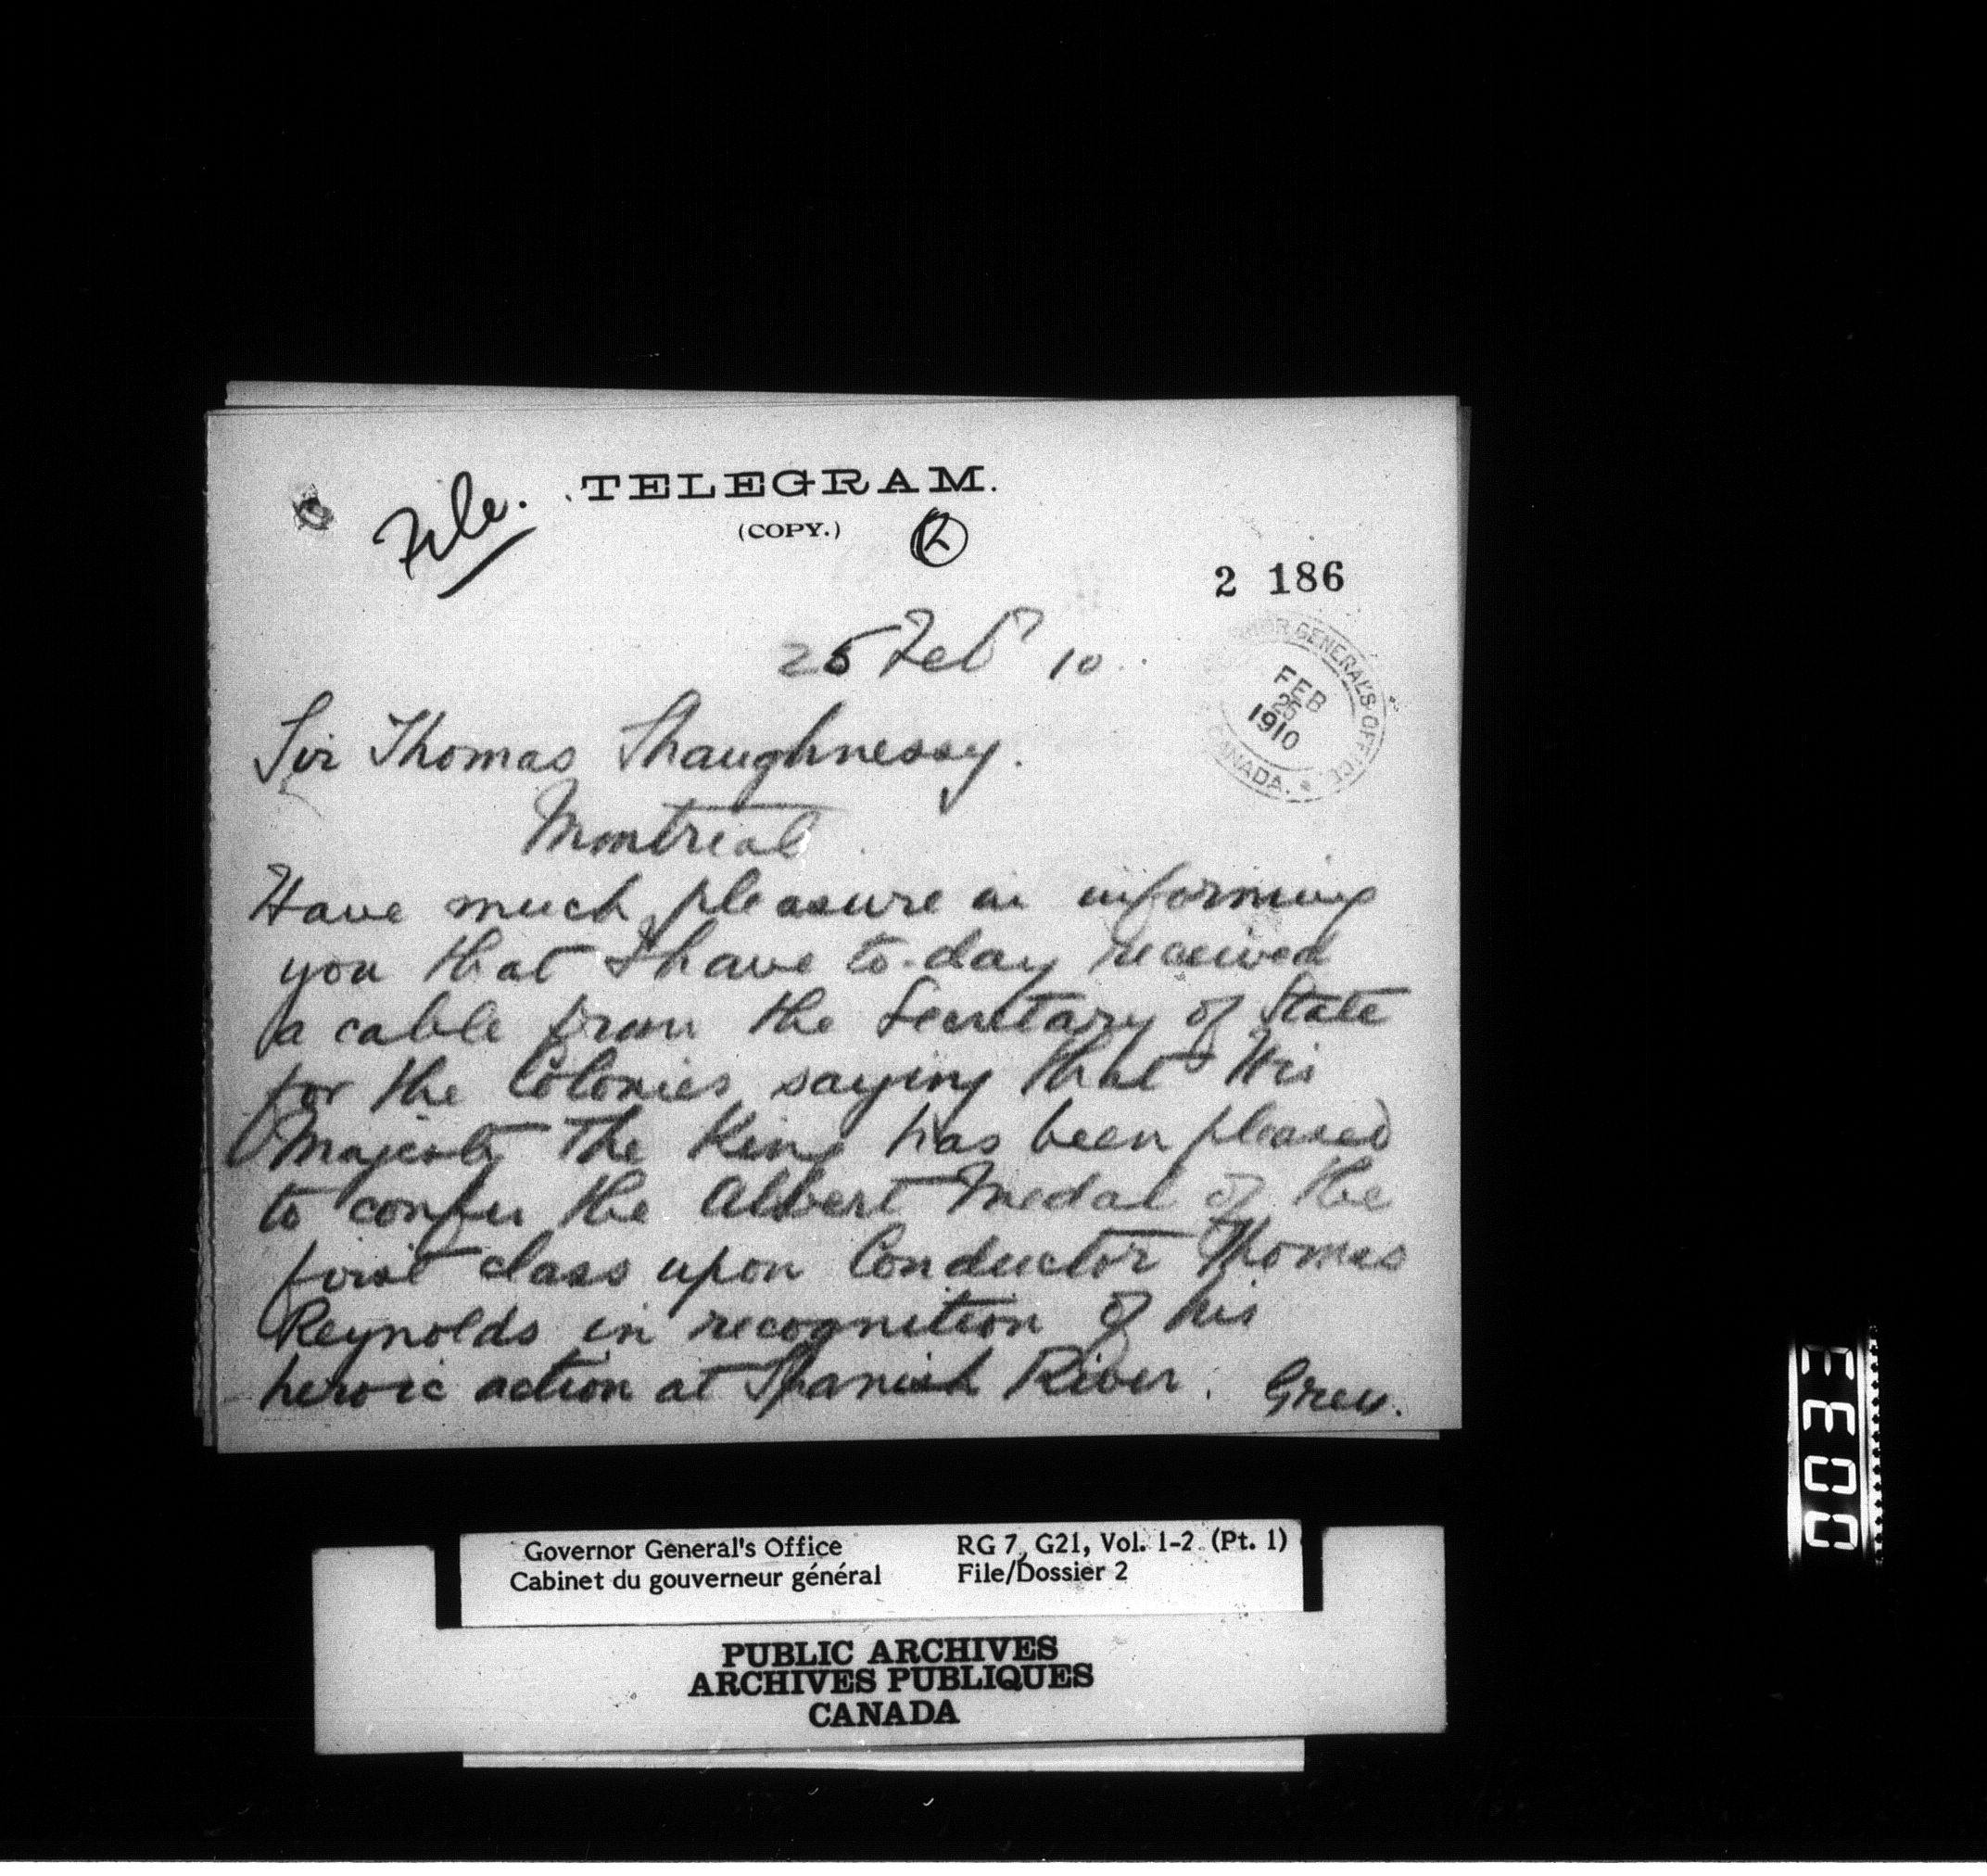 File.
TELEGRAM.
(COPY.)
2 186
25 Feb 10.
GOVERNOR GENERAL'S OFFICE
FEB
25
1910
CANADA.
Sir Thomas Shaughnessy.
Montreal
Have much pleasure in informing
you that I have to-day received
a cable from the Secretary of State
for the Colonies saying that His
Majesty The King has been pleased
to confer the Albert Medal of the
first class upon Conductor Thomas
Reynolds in recognition of his
heroic action at Spanish River. Grey.
Governor General's Office
Cabinet du gouverneur général
RG 7, G21, Vol. 1-2 (Pt. 1)
File/Dossier 2
PUBLIC ARCHIVES
ARCHIVES PUBLIQUES
CANADA
0033